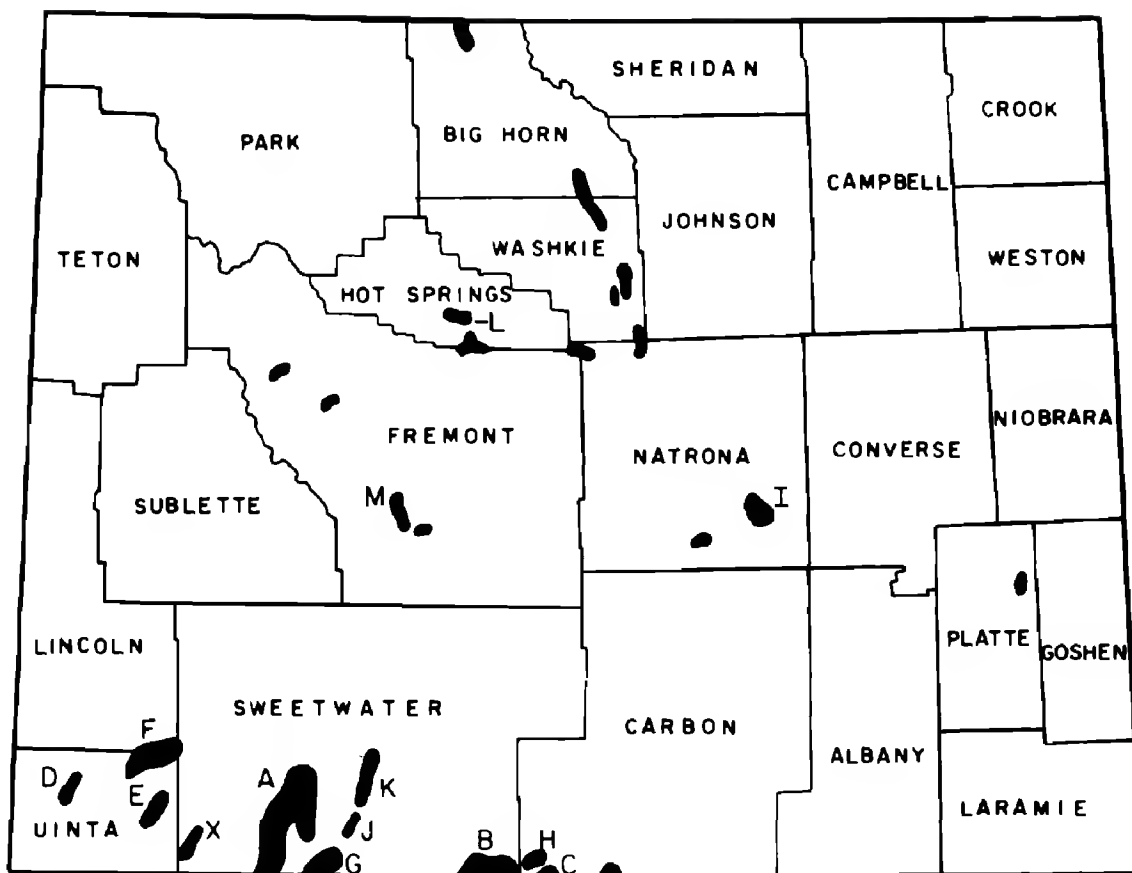 SHERIDAN
CROOK
BIG HORN
PARK
CAMPBELL
JOHNSON
WASHKIE
TETON
WESTON
HOT SPRINGS
L
NIOBRARA
FREMONT
CONVERSE
NATRONA
M
I
SUBLETTE
PLATTE
LINCOLN
GOSHEN
SWEETWATER
F
CARBON
ALBANY
D
A
K
E
LARAMIE
UINTA
X
J
B
H
G
C